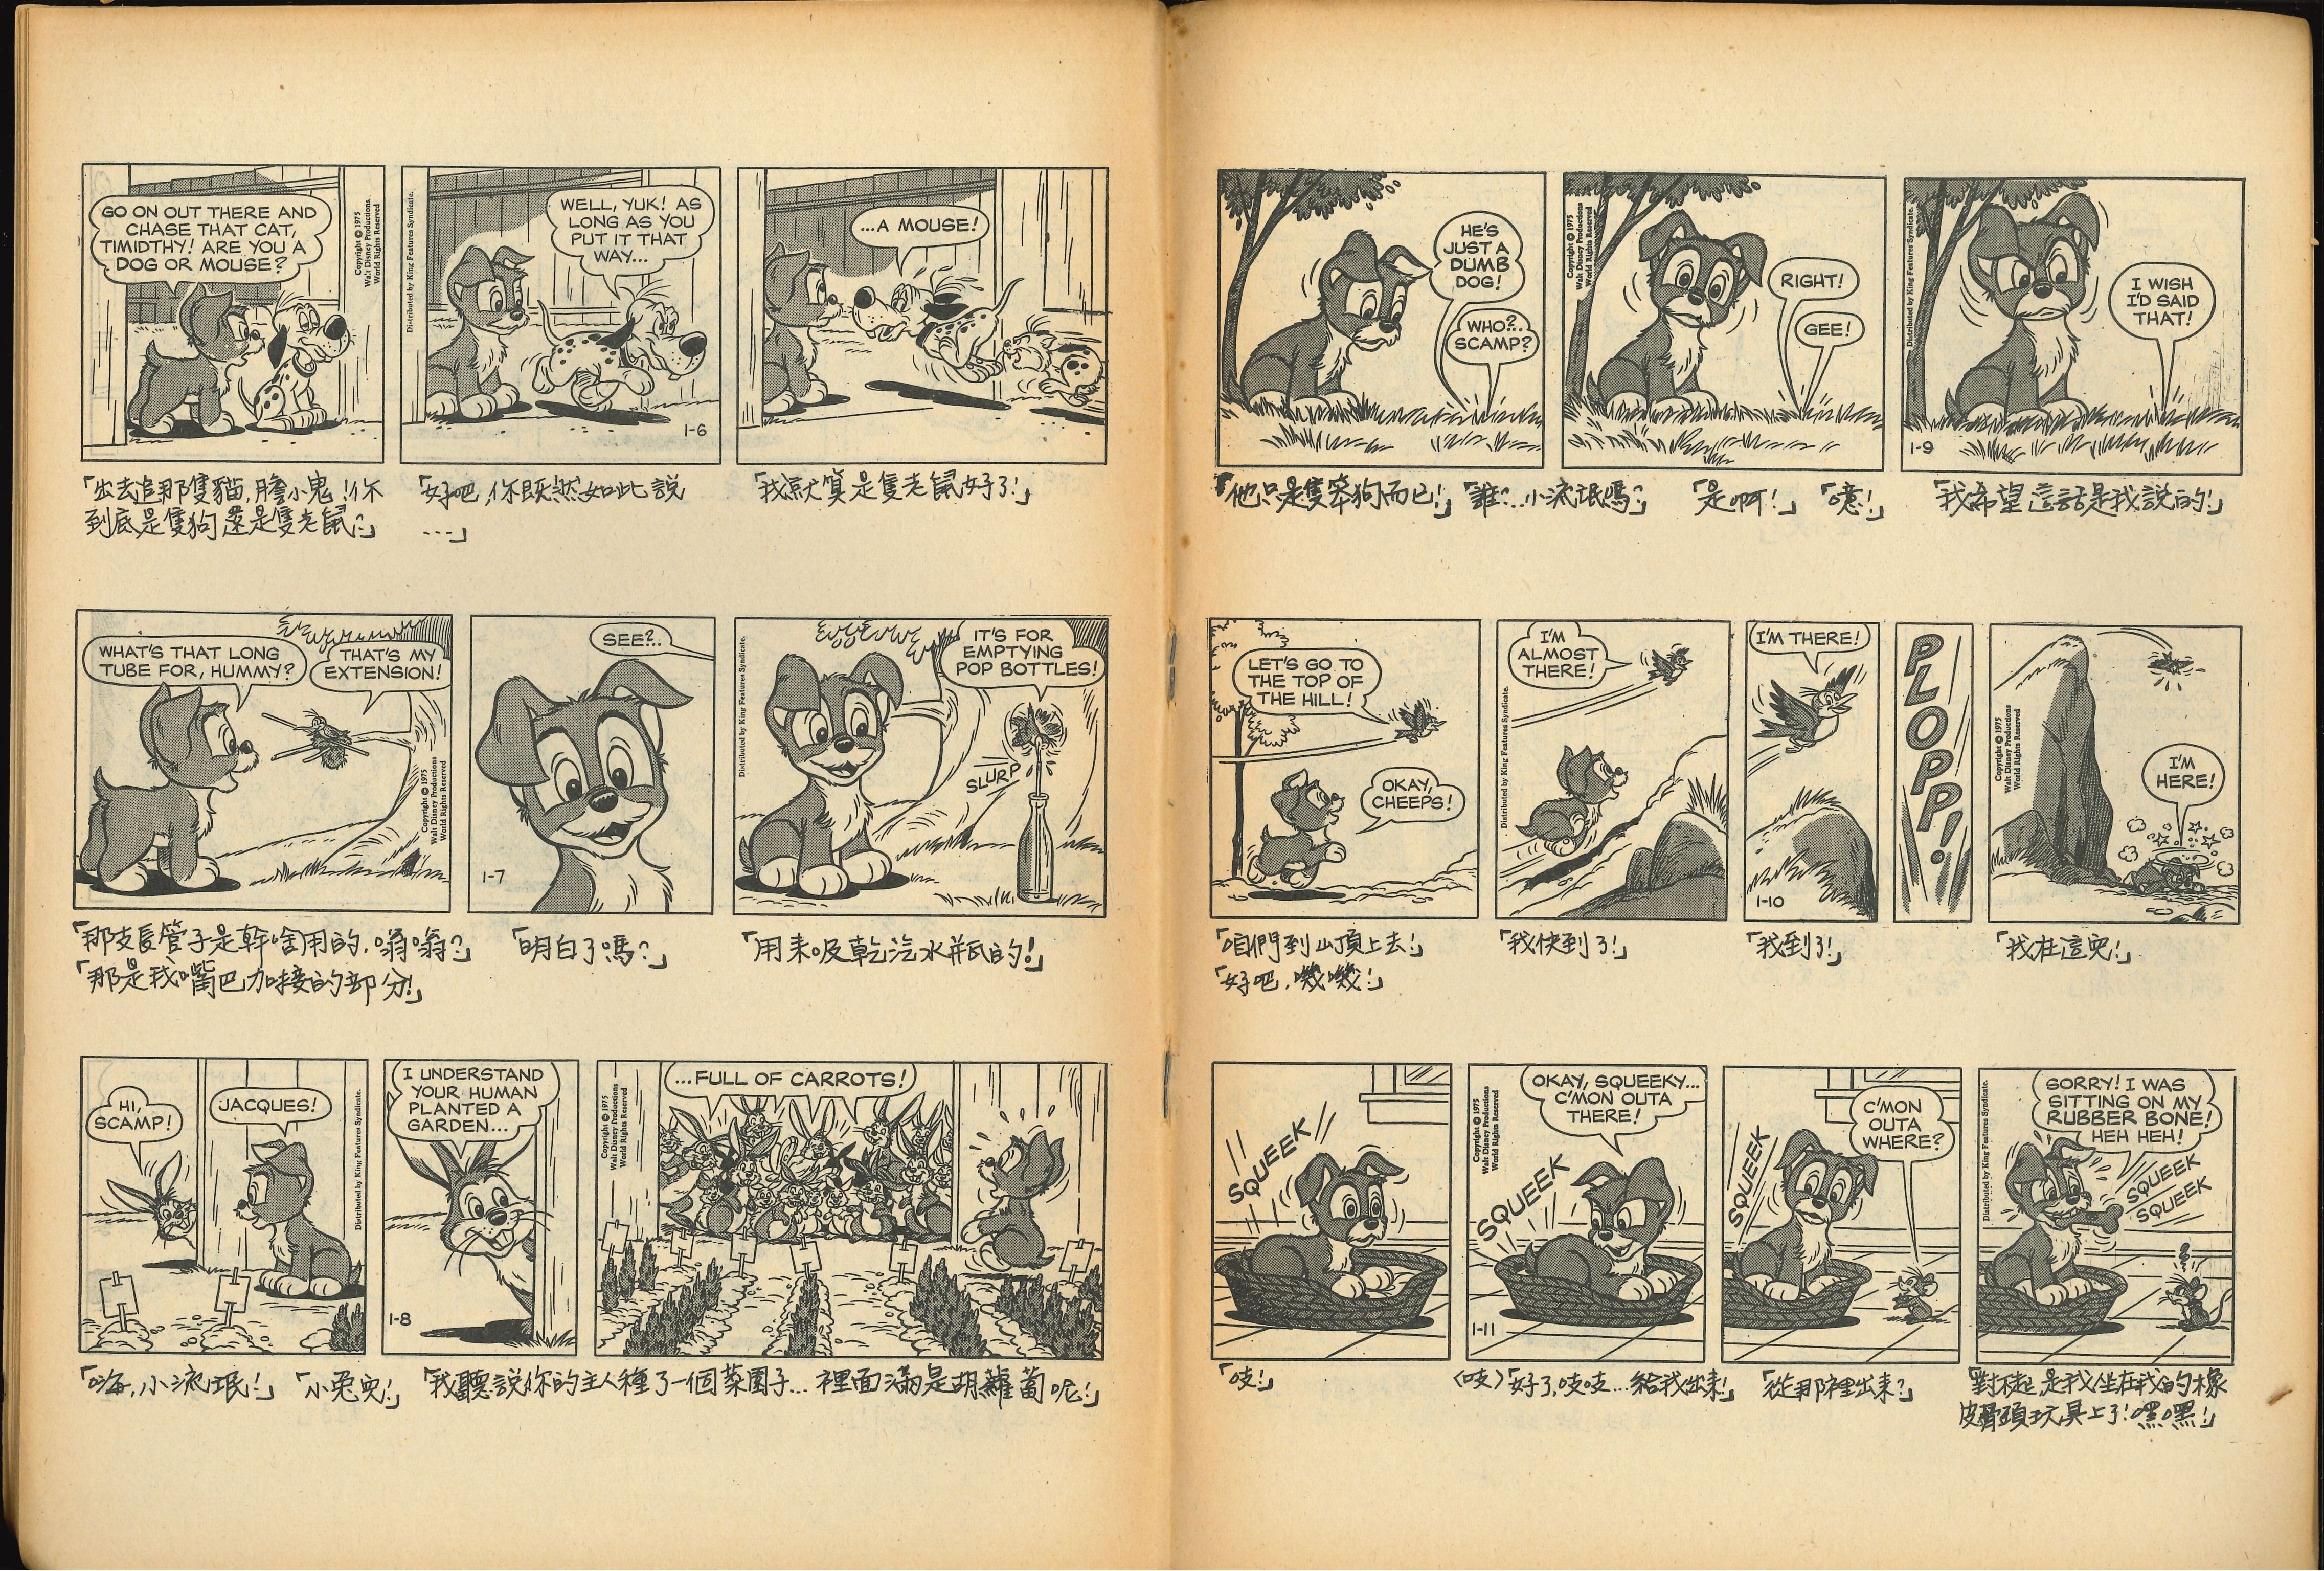 GO ON OUT THERE AND
CHASE THAT CAT,
TIMIDTHY! ARE YOU A
DOG OR MOUSE?
Copyright © 1975
Walt Disney Productions
World Rights Reserved
Distributed by King Features Syndicate.
WELL, YUK! AS
LONG AS YOU
PUT IT THAT
WAY...
1-6
...A MOUSE!
「出去追那隻貓,膽小鬼!你
到底是隻狗還是隻老鼠?」
「好吧,你既然如此說
...」
「我就算是隻老鼠好了!」
WHAT'S THAT LONG
TUBE FOR, HUMMY?
THAT'S MY
EXTENSION!
Copyright © 1975
Walt Disney Productions
World Rights Reserved
SEE?..
1-7
Distributed by King Features Syndicate.
IT'S FOR
EMPTYING
POP BOTTLES!
SLURP
「那支長管子是幹啥用的,嗡嗡?」
「那是我嘴巴加接的部分!」
「明白了嗎?」
「用來吸乾汽水瓶的!」
HI,
SCAMP!
JACQUES!
Distributed by King Features Syndicate.
I UNDERSTAND
YOUR HUMAN
PLANTED A
GARDEN...
1-8
Copyright © 1975
Walt Disney Productions
World Rights Reserved
...FULL OF CARROTS!
「嗨,小流氓!」
「小兔兒!」
「我聽說你的主人種了一個菜園子...裡面滿是胡蘿蔔呢!」
HE'S
JUST A
DUMB
DOG!
WHO?..
SCAMP?
Copyright © 1975
Walt Disney Productions
World Rights Reserved
RIGHT!
GEE!
Distributed by King Features Syndicate.
I WISH
I'D SAID
THAT!
1-9
「他只是隻笨狗而已!」
「誰?..小流氓嗎?」
「是啊!」
「噫!」
「我希望這話是我說的!」
LET'S GO TO
THE TOP OF
THE HILL!
OKAY,
CHEEPS!
I'M
ALMOST
THERE!
Distributed by King Features Syndicate.
I'M THERE!
1-10
PLOPP!
Copyright © 1975
Walt Disney Productions
World Rights Reserved
I'M
HERE!
「咱們到山頂上去!」
「好吧,嘰嘰!」
「我快到了!」
「我到了!」
「我在這兒!」
SQUEEK
Copyright © 1975
Walt Disney Productions
World Rights Reserved
OKAY, SQUEEKY...
C'MON OUTA
THERE!
SQUEEK
1-11
C'MON
OUTA
WHERE?
SQUEEK
Distributed by King Features Syndicate.
SORRY! I WAS
SITTING ON MY
RUBBER BONE!
HEH HEH!
SQUEEK
SQUEEK
「吱!」
(吱)「好了,吱吱...給我出來!」
「從那裡出來?」
「對不起,是我坐在我的橡
皮骨頭玩具上了!嘿嘿!」